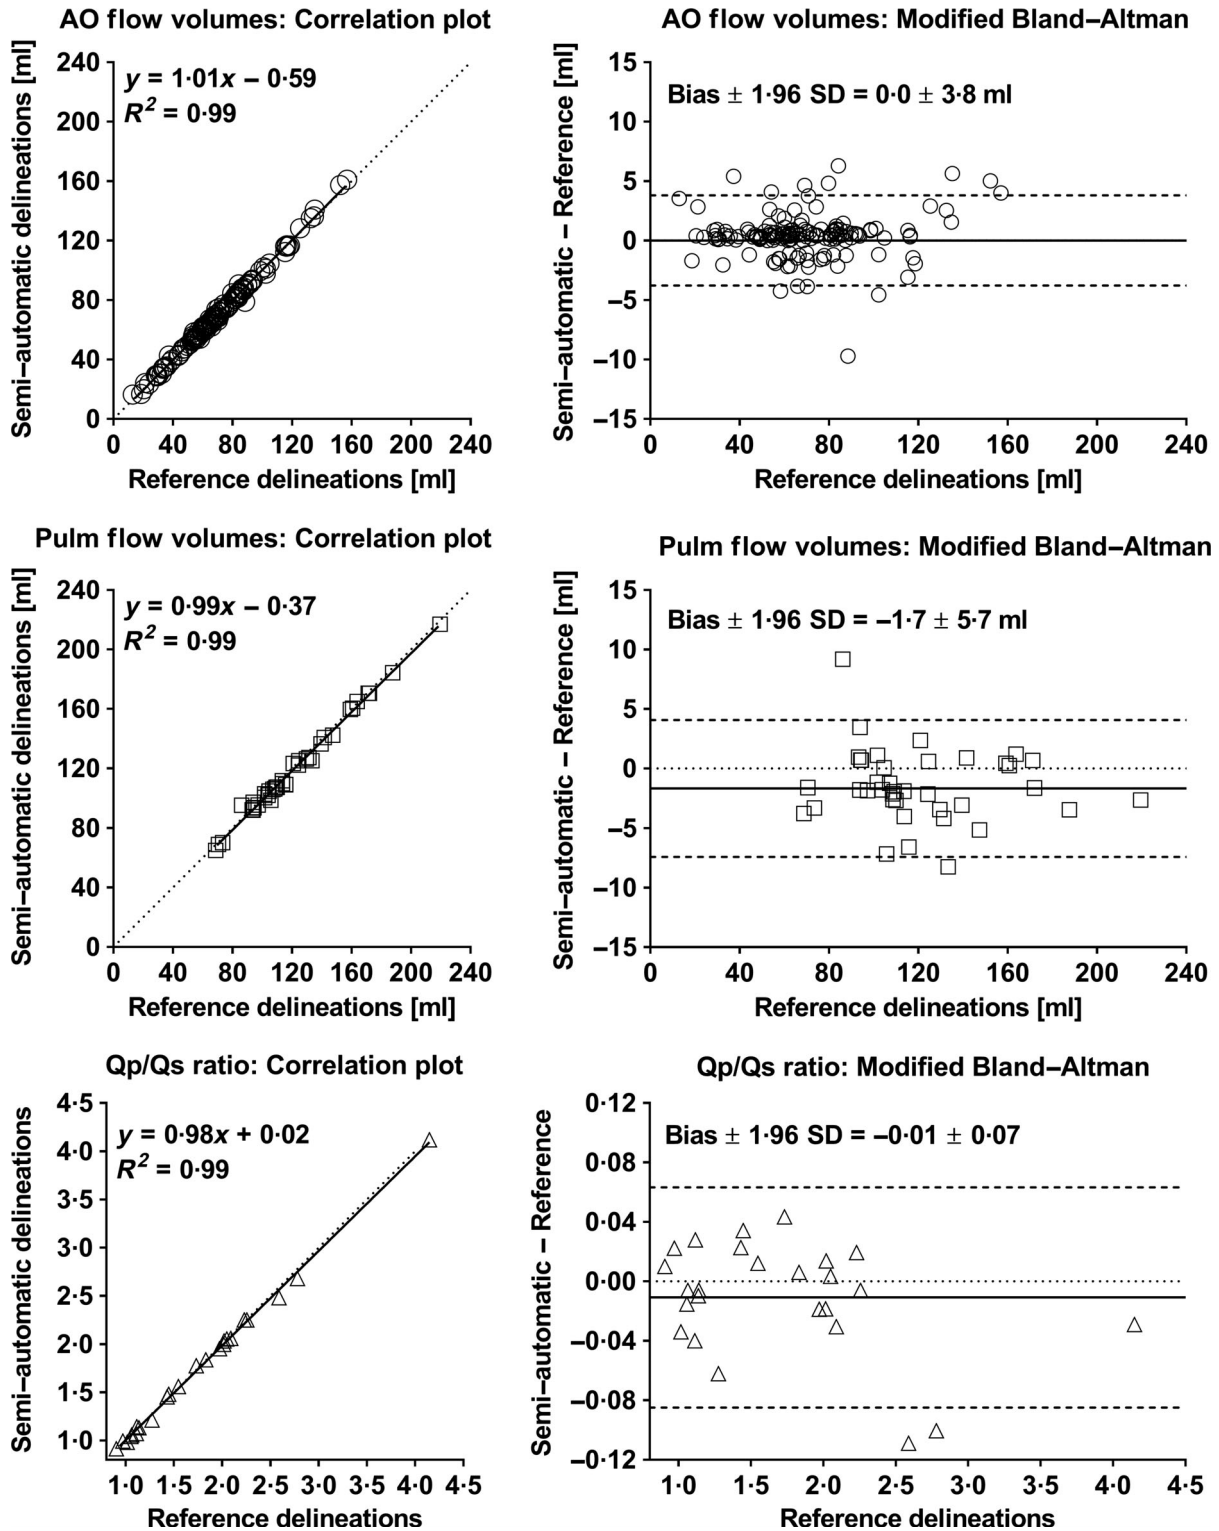 AO flow volumes: Correlation plot
Semi–automatic delineations [ml]
240
200
160
120
80
40
0
y = 1·01x – 0·59
R² = 0·99
0 40 80 120 160 200 240
Reference delineations [ml]
AO flow volumes: Modified Bland–Altman
Semi–automatic – Reference [ml]
15
10
5
0
–5
–10
–15
Bias ± 1·96 SD = 0·0 ± 3·8 ml
0 40 80 120 160 200 240
Reference delineations [ml]
Pulm flow volumes: Correlation plot
Semi–automatic delineations [ml]
240
200
160
120
80
40
0
y = 0·99x – 0·37
R² = 0·99
0 40 80 120 160 200 240
Reference delineations [ml]
Pulm flow volumes: Modified Bland–Altman
Semi–automatic – Reference [ml]
15
10
5
0
–5
–10
–15
Bias ± 1·96 SD = –1·7 ± 5·7 ml
0 40 80 120 160 200 240
Reference delineations [ml]
Qp/Qs ratio: Correlation plot
Semi–automatic delineations
4·5
4·0
3·5
3·0
2·5
2·0
1·5
1·0
y = 0·98x + 0·02
R² = 0·99
1·0 1·5 2·0 2·5 3·0 3·5 4·0 4·5
Reference delineations
Qp/Qs ratio: Modified Bland–Altman
Semi–automatic – Reference
0·12
0·08
0·04
0·00
–0·04
–0·08
–0·12
Bias ± 1·96 SD = –0·01 ± 0·07
1·0 1·5 2·0 2·5 3·0 3·5 4·0 4·5
Reference delineations